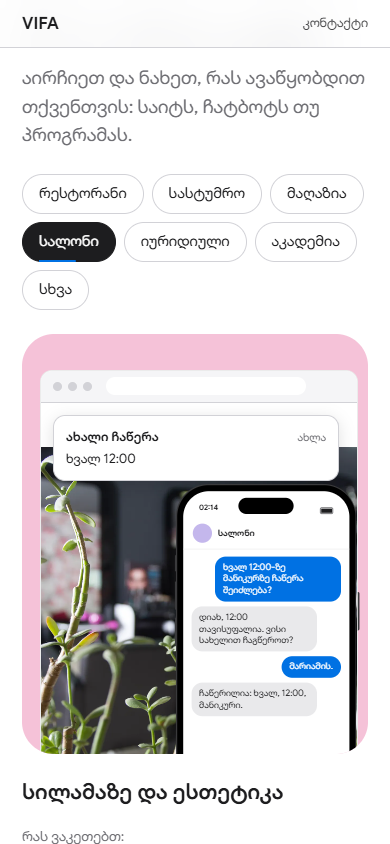 VIFA
კონტაქტი
აირჩიეთ და ნახეთ, რას ავაწყობდით
თქვენთვის: საიტს, ჩატბოტს თუ
პროგრამას.
რესტორანი
სასტუმრო
მაღაზია
სალონი
იურიდიული
აკადემია
სხვა
ახალი ჩაწერა
ახლა
ხვალ 12:00
02:14
სალონი
ხვალ 12:00-ზე
მანიკურზე ჩაწერა
შეიძლება?
დიახ, 12:00
თავისუფალია. ვისი
სახელით ჩაგწეროთ?
მარიამის.
ჩაწერილია: ხვალ, 12:00,
მანიკური.
სილამაზე და ესთეტიკა
რას ვაკეთებთ: